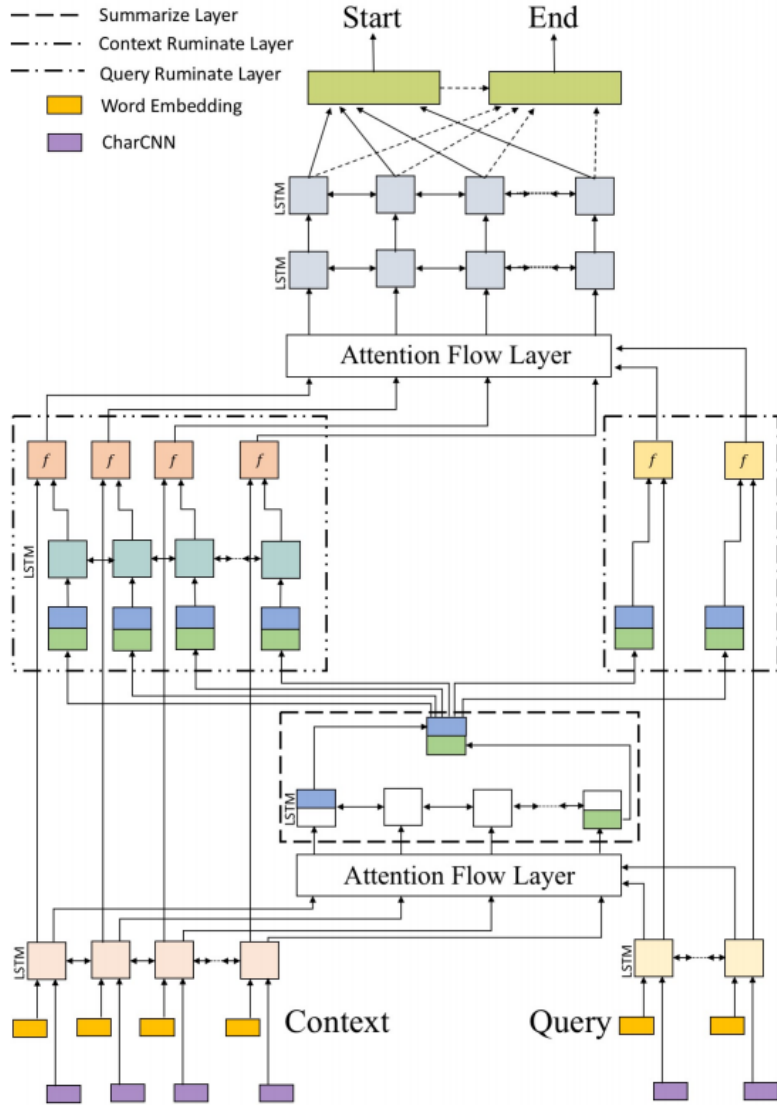 Summarize Layer
Context Ruminate Layer
Query Ruminate Layer
Word Embedding
CharCNN
Start
End
LSTM
LSTM
Attention Flow Layer
f
f
f
f
f
f
LSTM
LSTM
Attention Flow Layer
LSTM
LSTM
Context
Query